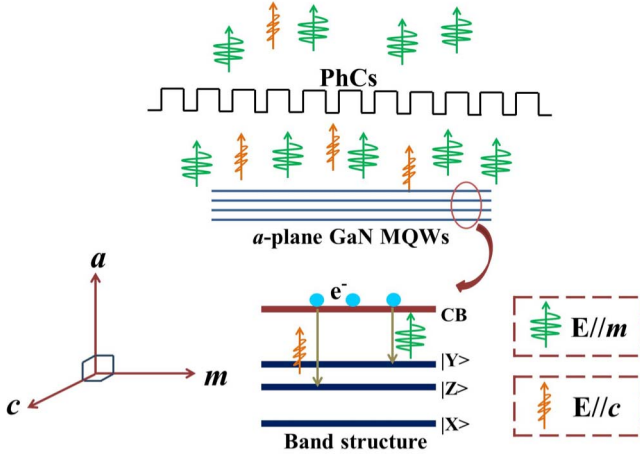 PhCs
a-plane GaN MQWs
a
m
c
e-
CB
|Y>
|Z>
|X>
Band structure
E//m
E//c